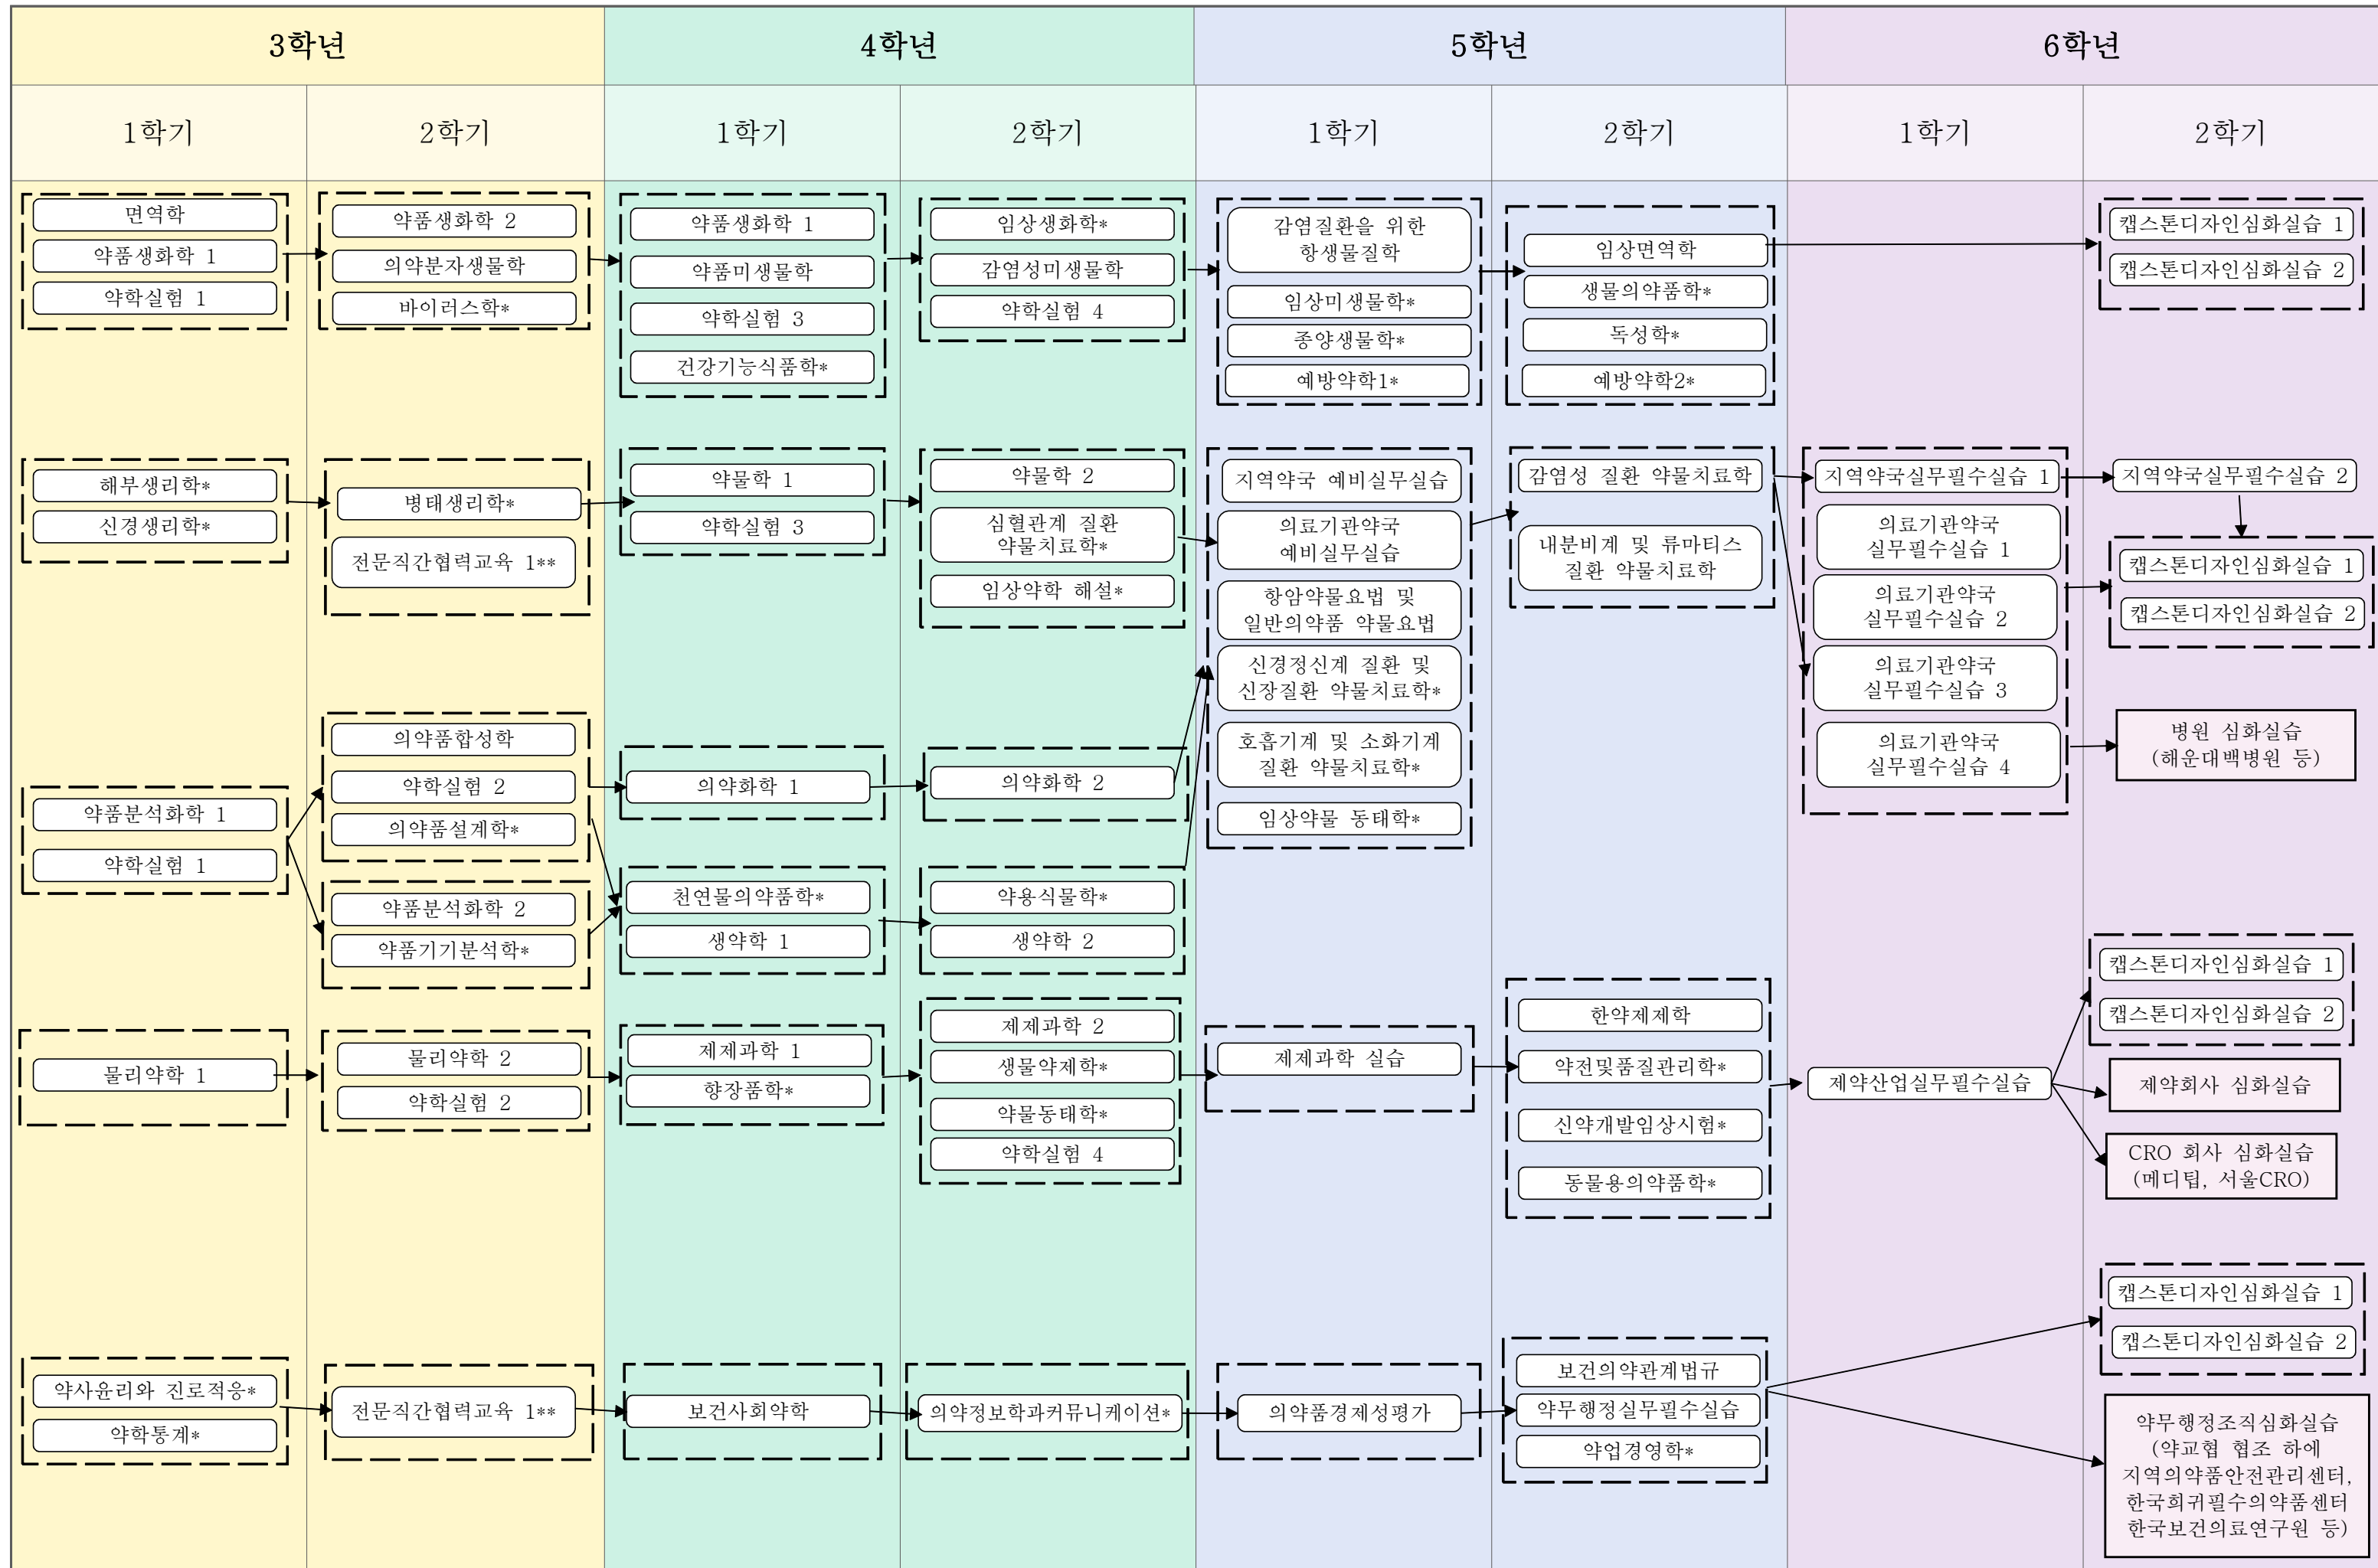 3학년
4학년
5학년
6학년
1학기
2학기
1학기
2학기
1학기
2학기
1학기
2학기
면역학
약품생화학 1
약학실험 1
약품생화학 2
의약분자생물학
바이러스학*
약품생화학 1
약품미생물학
약학실험 3
건강기능식품학*
임상생화학*
감염성미생물학
약학실험 4
감염질환을 위한
항생물질학
임상미생물학*
종양생물학*
예방약학1*
임상면역학
생물의약품학*
독성학*
예방약학2*
캡스톤디자인심화실습 1
캡스톤디자인심화실습 2
해부생리학*
신경생리학*
병태생리학*
전문직간협력교육 1**
약물학 1
약학실험 3
약물학 2
심혈관계 질환
약물치료학*
임상약학 해설*
지역약국 예비실무실습
의료기관약국
예비실무실습
항암약물요법 및
일반의약품 약물요법
신경정신계 질환 및
신장질환 약물치료학*
호흡기계 및 소화기계
질환 약물치료학*
임상약물 동태학*
감염성 질환 약물치료학
내분비계 및 류마티스
질환 약물치료학
지역약국실무필수실습 1
의료기관약국
실무필수실습 1
의료기관약국
실무필수실습 2
의료기관약국
실무필수실습 3
의료기관약국
실무필수실습 4
지역약국실무필수실습 2
캡스톤디자인심화실습 1
캡스톤디자인심화실습 2
병원 심화실습
(해운대백병원 등)
약품분석화학 1
약학실험 1
의약품합성학
약학실험 2
의약품설계학*
약품분석화학 2
약품기기분석학*
의약화학 1
천연물의약품학*
생약학 1
의약화학 2
약용식물학*
생약학 2
물리약학 1
물리약학 2
약학실험 2
제제과학 1
향장품학*
제제과학 2
생물약제학*
약물동태학*
약학실험 4
제제과학 실습
한약제제학
약전및품질관리학*
신약개발임상시험*
동물용의약품학*
제약산업실무필수실습
캡스톤디자인심화실습 1
캡스톤디자인심화실습 2
제약회사 심화실습
CRO 회사 심화실습
(메디팁, 서울CRO)
약사윤리와 진로적응*
약학통계*
전문직간협력교육 1**
보건사회약학
의약정보학과커뮤니케이션*
의약품경제성평가
보건의약관계법규
약무행정실무필수실습
약업경영학*
캡스톤디자인심화실습 1
캡스톤디자인심화실습 2
약무행정조직심화실습
(약교협 협조 하에
지역의약품안전관리센터,
한국희귀필수의약품센터
한국보건의료연구원 등)